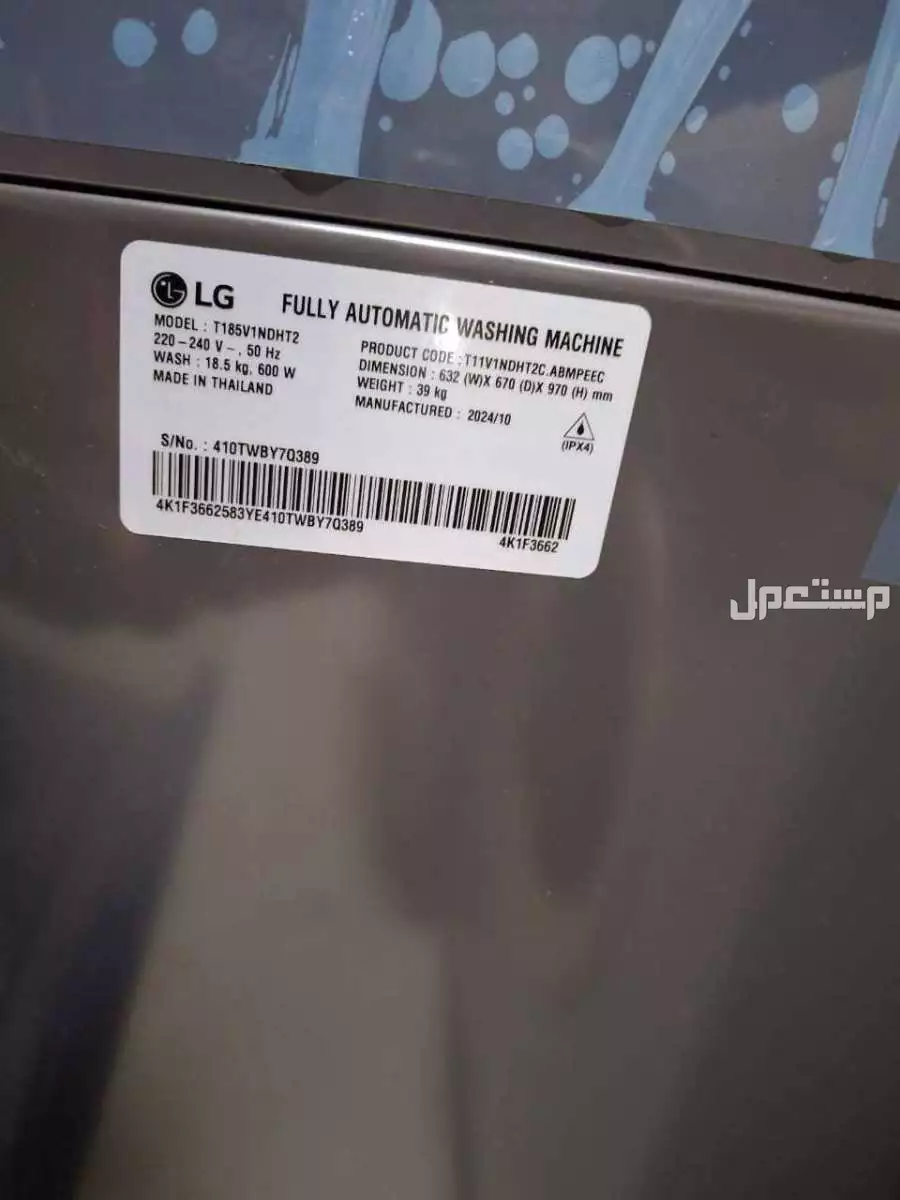 LG FULLY AUTOMATIC WASHING MACHINE
MODEL : T185V1NDHT2
220-240 V~, 50 Hz
WASH : 18.5 kg, 600 W
MADE IN THAILAND
PRODUCT CODE : T11V1NDHT2C.ABMPEEC
DIMENSION : 632 (W)X 670 (D)X 970 (H) mm
WEIGHT : 39 kg
MANUFACTURED : 2024/10
(IPX4)
S/No. : 410TWBY7Q389
4K1F3662583YE410TWBY7Q389
4K1F3662
مستعمل